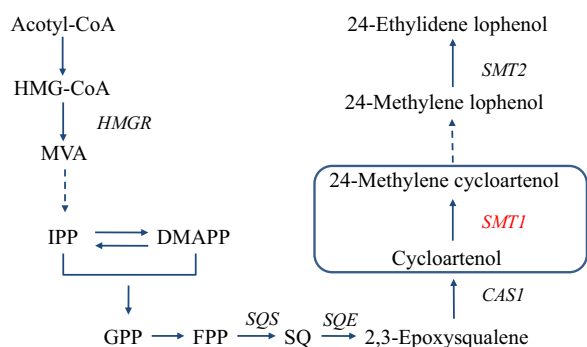 Acotyl-CoA
HMG-CoA
HMGR
MVA
IPP
DMAPP
GPP
FPP
SQS
SQ
SQE
2,3-Epoxysqualene
CAS1
Cycloartenol
SMT1
24-Methylene cycloartenol
24-Methylene lophenol
SMT2
24-Ethylidene lophenol